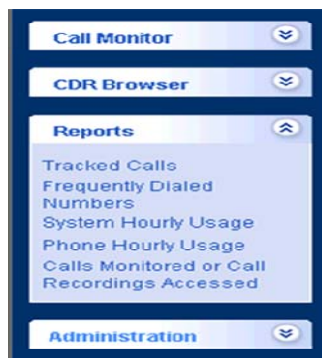 Call Monitor
CDR Browser
Reports
Tracked Calls
Frequently Dialed
Numbers
System Hourly Usage
Phone Hourly Usage
Calls Monitored or Call
Recordings Accessed
Administration